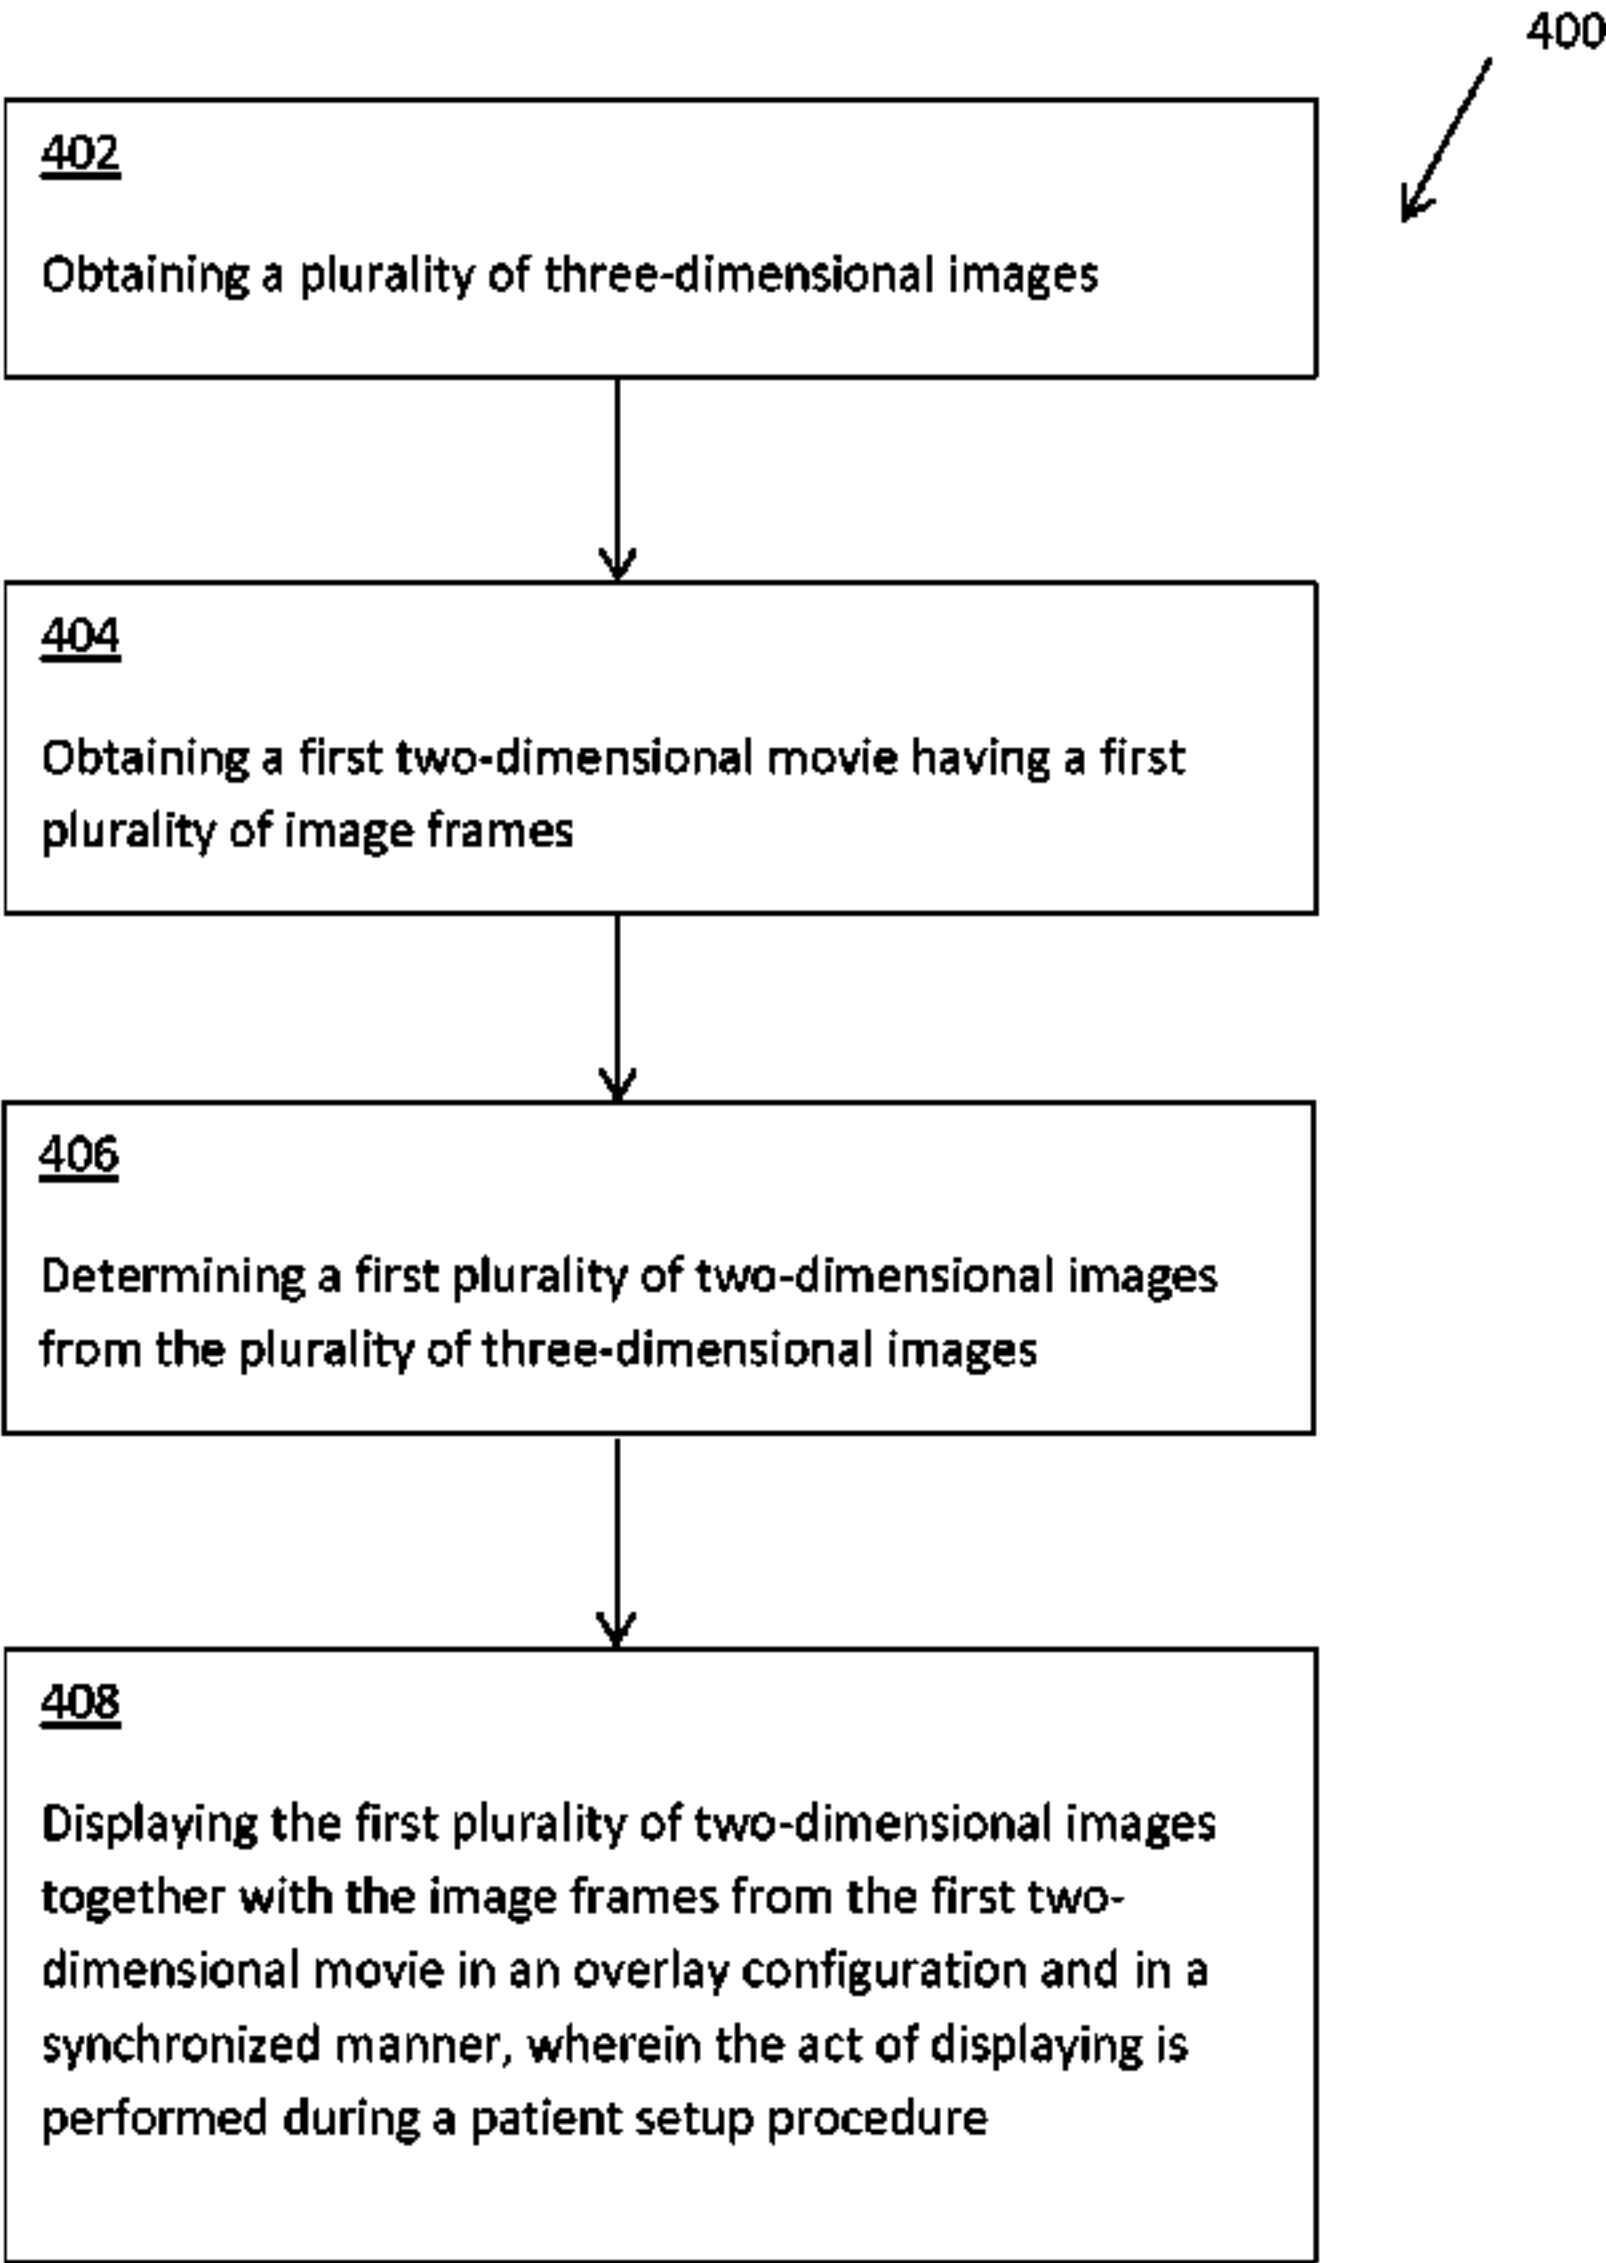 400
402
Obtaining a plurality of three-dimensional images
404
Obtaining a first two-dimensional movie having a first
plurality of image frames
406
Determining a first plurality of two-dimensional images
from the plurality of three-dimensional images
408
Displaying the first plurality of two-dimensional images
together with the image frames from the first two-
dimensional movie in an overlay configuration and in a
synchronized manner, wherein the act of displaying is
performed during a patient setup procedure